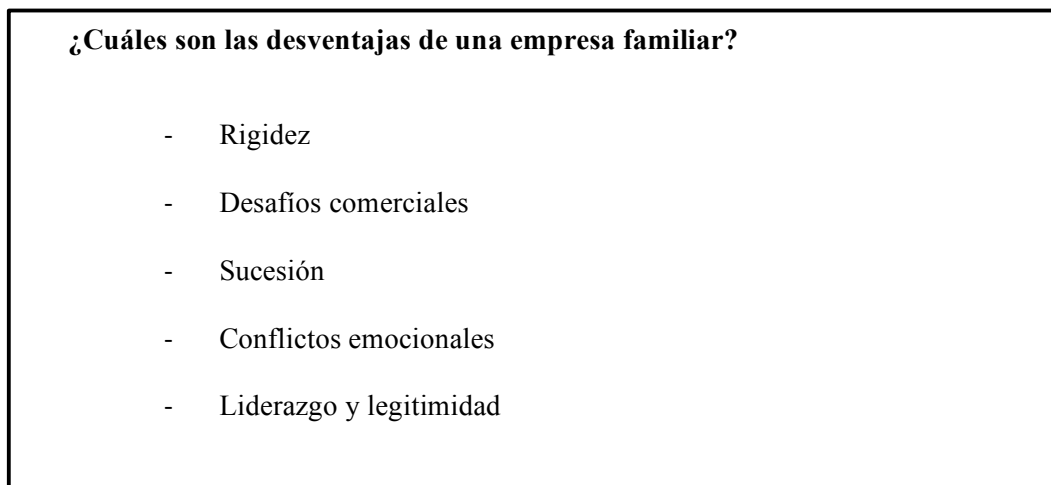 ¿Cuáles son las desventajas de una empresa familiar?
- Rigidez
- Desafíos comerciales
- Sucesión
- Conflictos emocionales
- Liderazgo y legitimidad